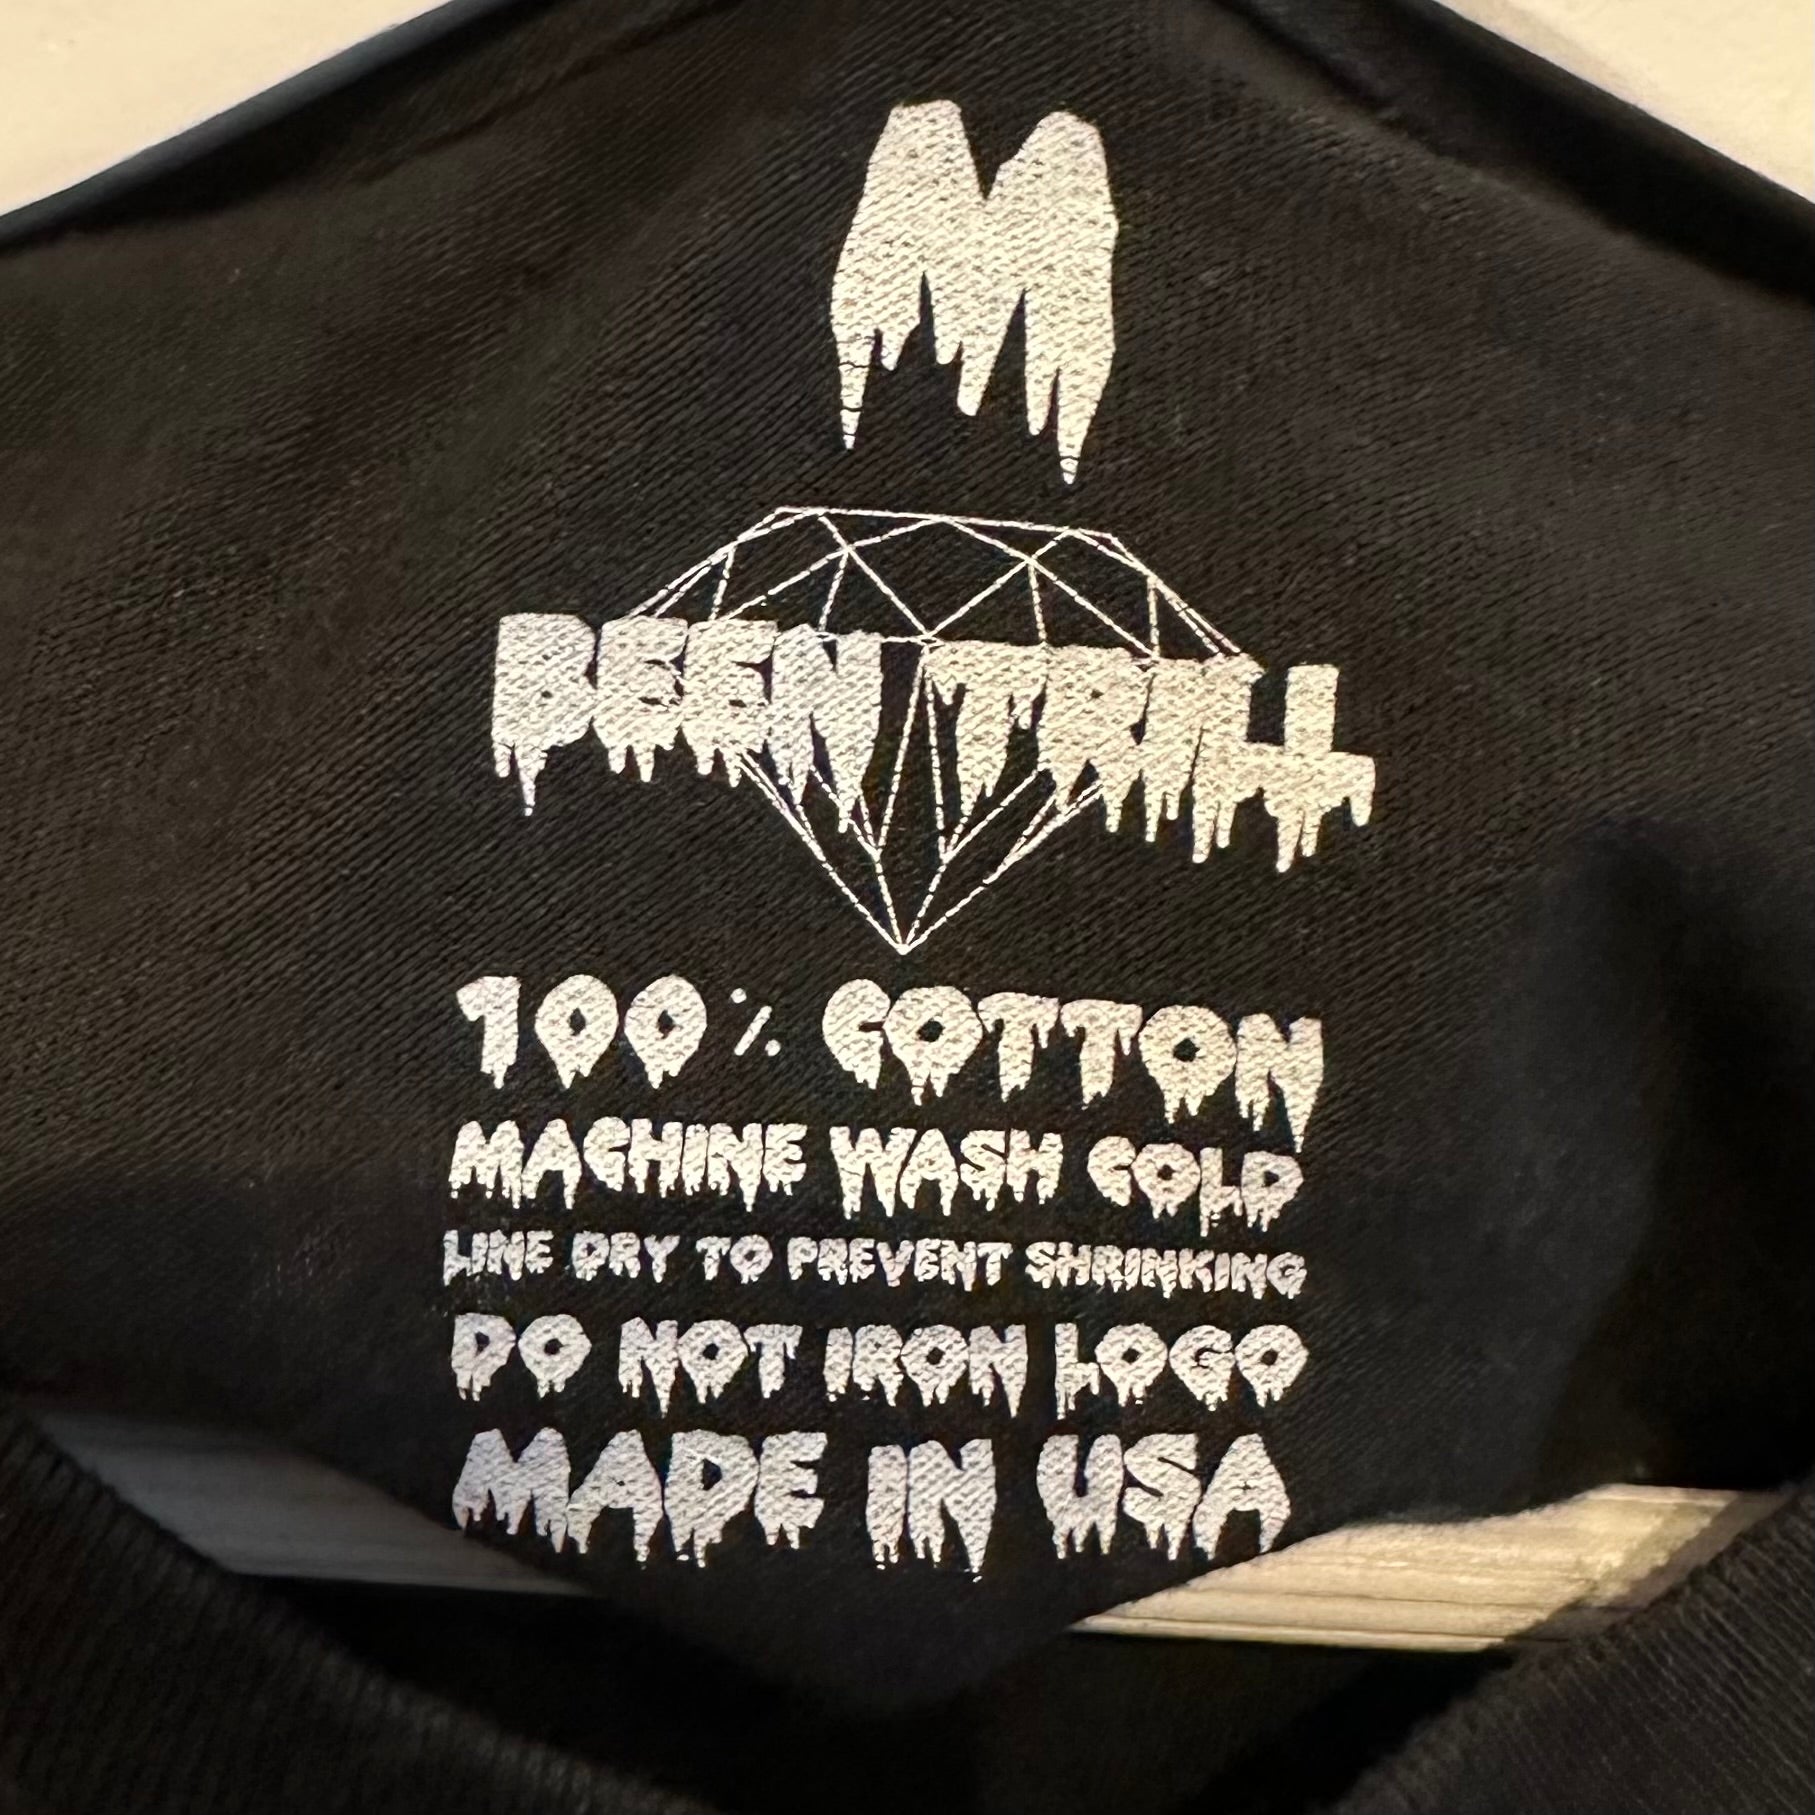 M
BEEN TRILL
100% COTTON
MACHINE WASH COLD
LINE DRY TO PREVENT SHRINKING
DO NOT IRON LOGO
MADE IN USA